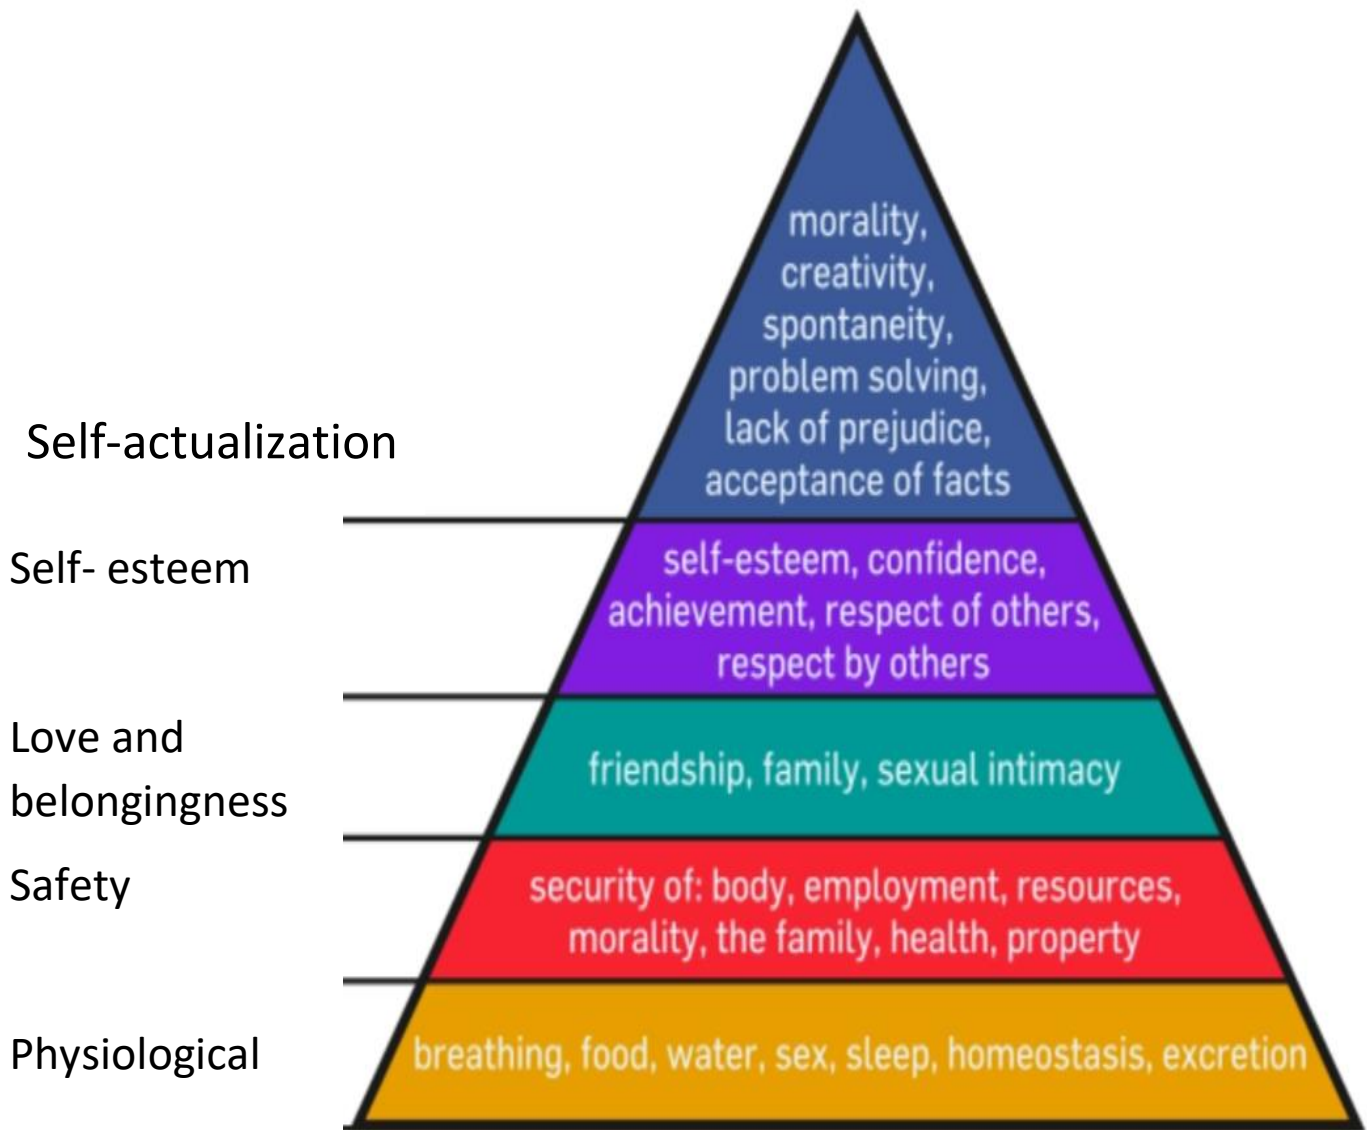 morality,
creativity,
spontaneity,
problem solving,
lack of prejudice,
acceptance of facts
Self-actualization
Self- esteem
self-esteem, confidence,
achievement, respect of others,
respect by others
Love and
belongingness
friendship, family, sexual intimacy
Safety
security of: body, employment, resources,
morality, the family, health, property
Physiological
breathing, food, water, sex, sleep, homeostasis, excretion